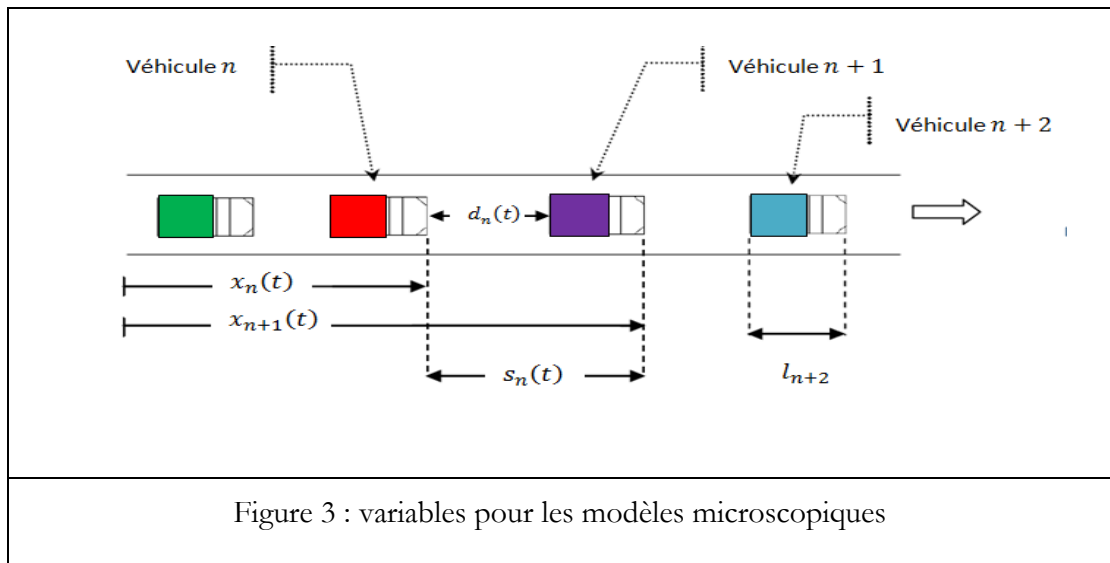 Véhicule n
Véhicule n + 1
Véhicule n + 2
d_n(t)
x_n(t)
x_{n+1}(t)
s_n(t)
l_{n+2}
Figure 3 : variables pour les modèles microscopiques